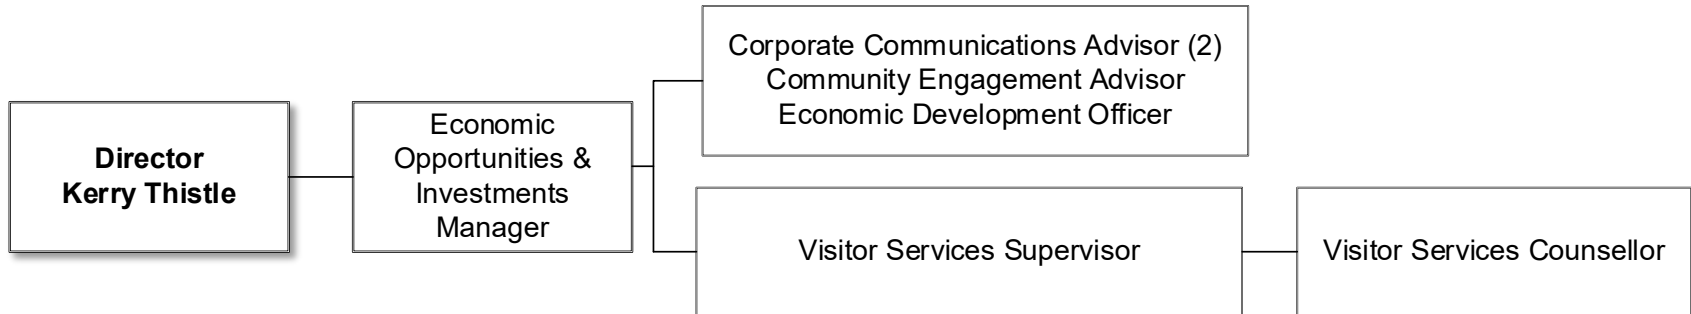 Director
Kerry Thistle
Economic
Opportunities &
Investments
Manager
Corporate Communications Advisor (2)
Community Engagement Advisor
Economic Development Officer
Visitor Services Supervisor
Visitor Services Counsellor